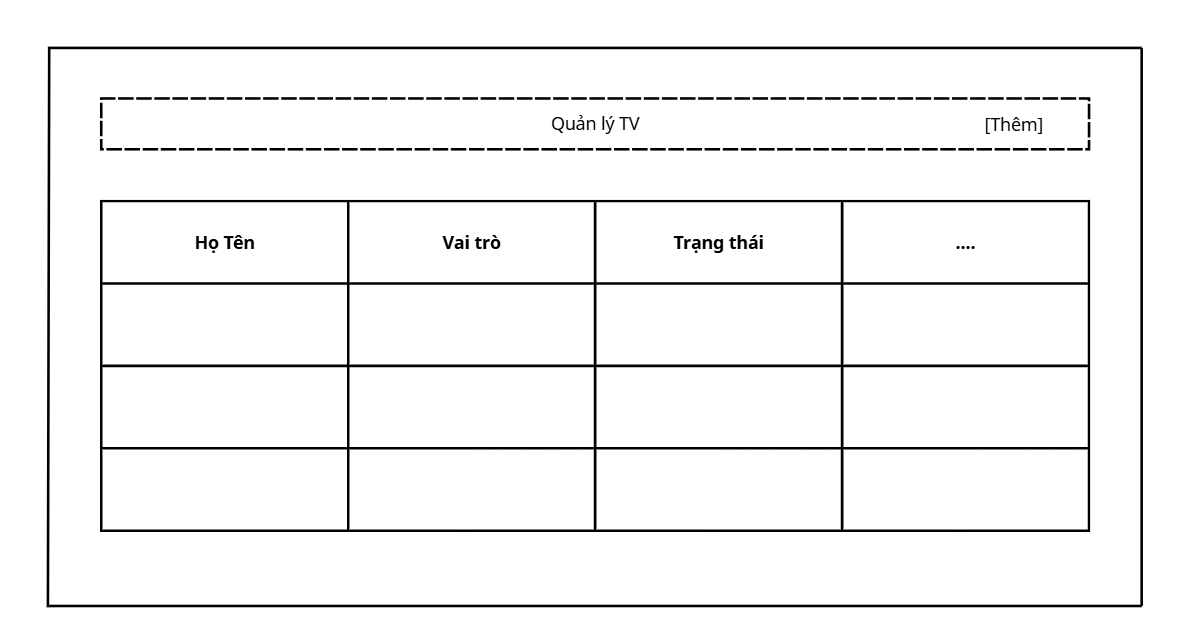 Quản lý TV [Thêm]
Họ Tên Vai trò Trạng thái ....